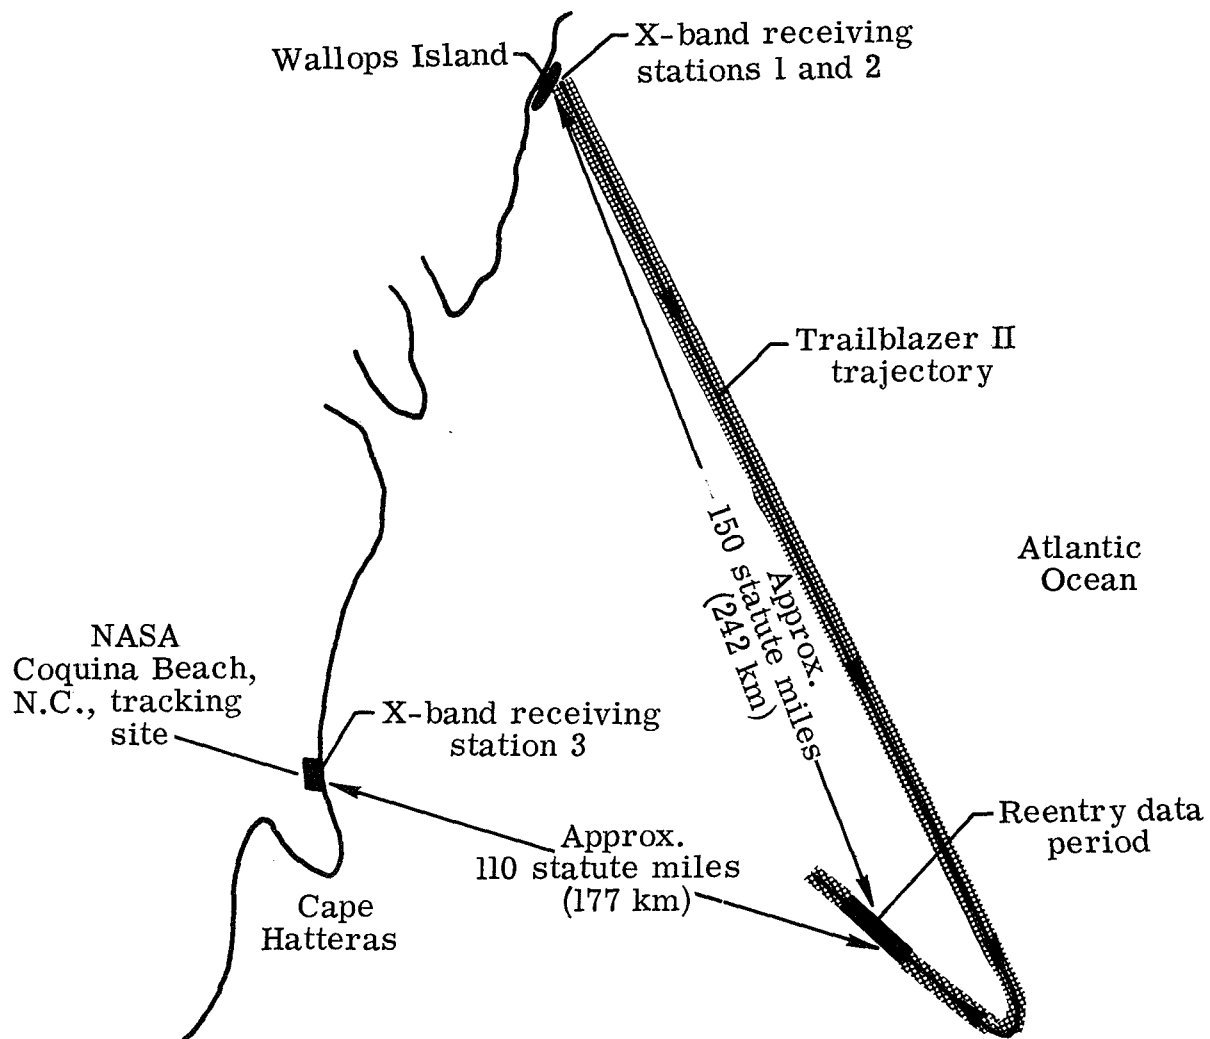 Wallops Island
X-band receiving
stations 1 and 2
Trailblazer II
trajectory
Approx.
150 statute miles
(242 km)
Atlantic
Ocean
NASA
Coquina Beach,
N.C., tracking
site
X-band receiving
station 3
Reentry data
period
Approx.
110 statute miles
(177 km)
Cape
Hatteras